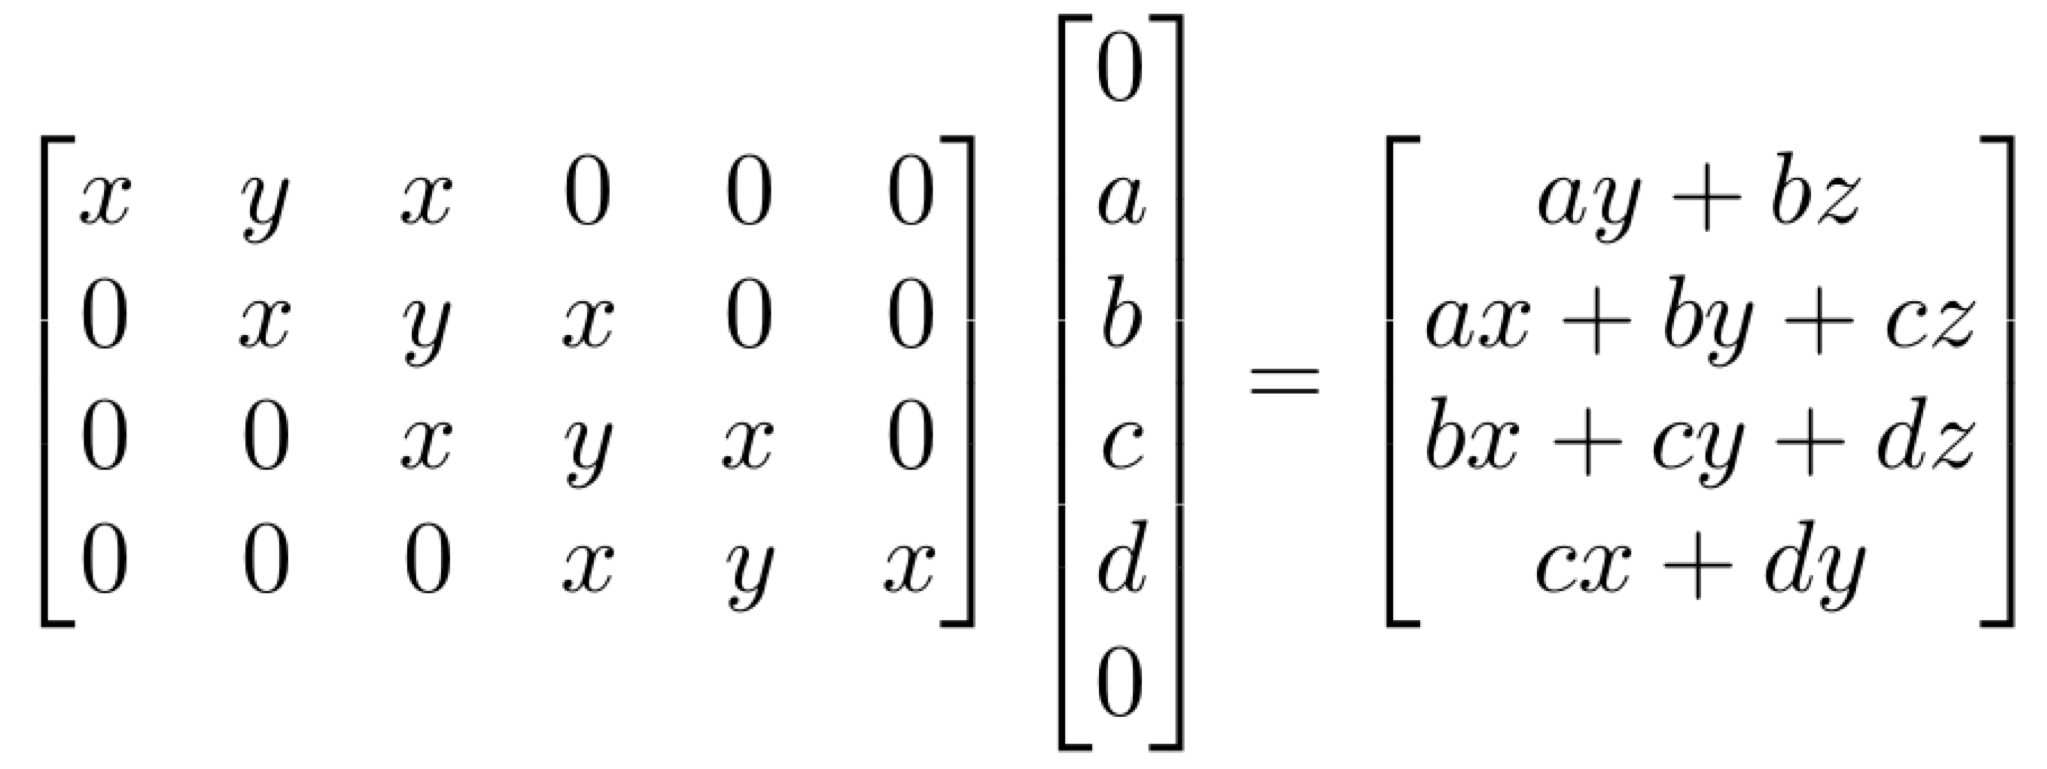 [ x y x 0 0 0 ] [ 0 ] = [ ay + bz ]
[ 0 x y x 0 0 ] [ a ] [ ax + by + cz ]
[ 0 0 x y x 0 ] [ b ] [ bx + cy + dz ]
[ 0 0 0 x y x ] [ c ] [ cx + dy ]
[ d ]
[ 0 ]